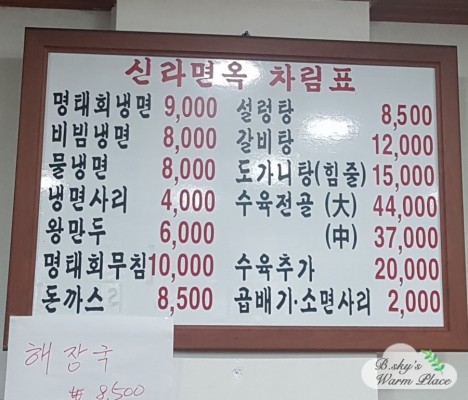 신라면옥 차림표
명태회냉면 9,000
비빔냉면 8,000
물냉면 8,000
냉면사리 4,000
왕만두 6,000
명태회무침 10,000
돈까스 8,500
설렁탕 8,500
갈비탕 12,000
도가니탕(힘줄) 15,000
수육전골 (大) 44,000
(中) 37,000
수육추가 20,000
곱배기·소면사리 2,000
해장국
₩ 8,500
B.sky's
Warm Place